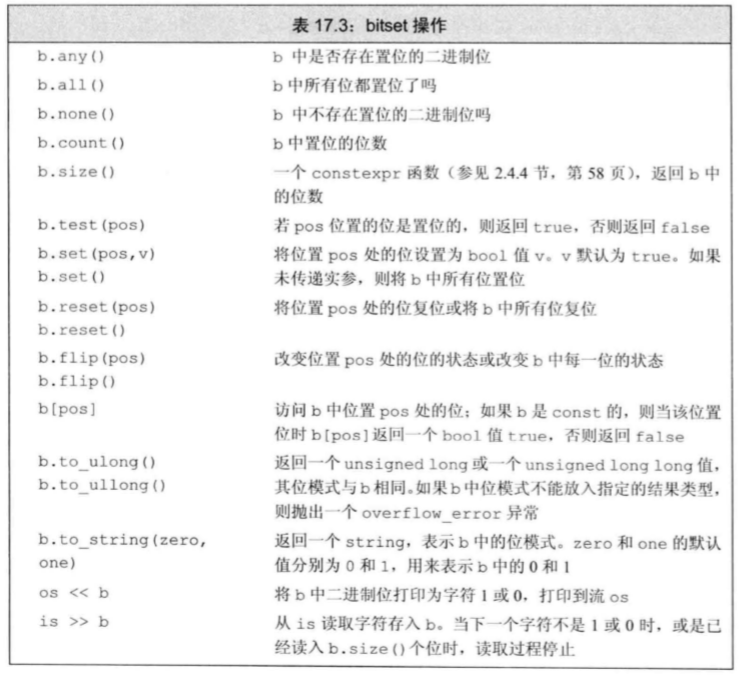 表 17.3：bitset 操作
b.any() b 中是否存在置位的二进制位
b.all() b 中所有位都置位了吗
b.none() b 中不存在置位的二进制位吗
b.count() b 中置位的位数
b.size() 一个 constexpr 函数（参见 2.4.4 节，第 58 页），返回 b 中
的位数
b.test(pos) 若 pos 位置的位是置位的，则返回 true，否则返回 false
b.set(pos,v) 将位置 pos 处的位设置为 bool 值 v。v 默认为 true。如果
b.set() 未传递实参，则将 b 中所有位置位
b.reset(pos) 将位置 pos 处的位复位或将 b 中所有位复位
b.reset()
b.flip(pos) 改变位置 pos 处的位的状态或改变 b 中每一位的状态
b.flip()
b[pos] 访问 b 中位置 pos 处的位；如果 b 是 const 的，则当该位置
位时 b[pos]返回一个 bool 值 true，否则返回 false
b.to_ulong() 返回一个 unsigned long 或一个 unsigned long long 值，
b.to_ullong() 其位模式与 b 相同。如果 b 中位模式不能放入指定的结果类型，
则抛出一个 overflow_error 异常
b.to_string(zero, 返回一个 string，表示 b 中的位模式。zero 和 one 的默认
one) 值分别为 0 和 1，用来表示 b 中的 0 和 1
os << b 将 b 中二进制位打印为字符 1 或 0，打印到流 os
is >> b 从 is 读取字符存入 b。当下一个字符不是 1 或 0 时，或是已
经读入 b.size()个位时，读取过程停止